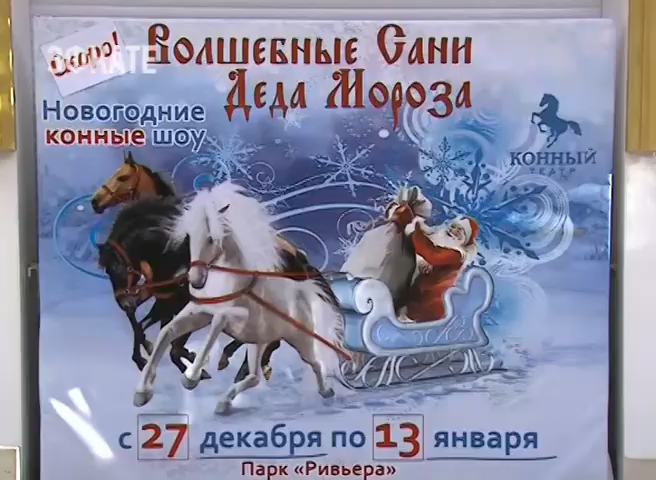 Скоро!
Волшебные Сани
Деда Мороза
Новогодние
конные шоу
КОННЫЙ
ТЕАТР
с 27 декабря по 13 января
Парк «Ривьера»